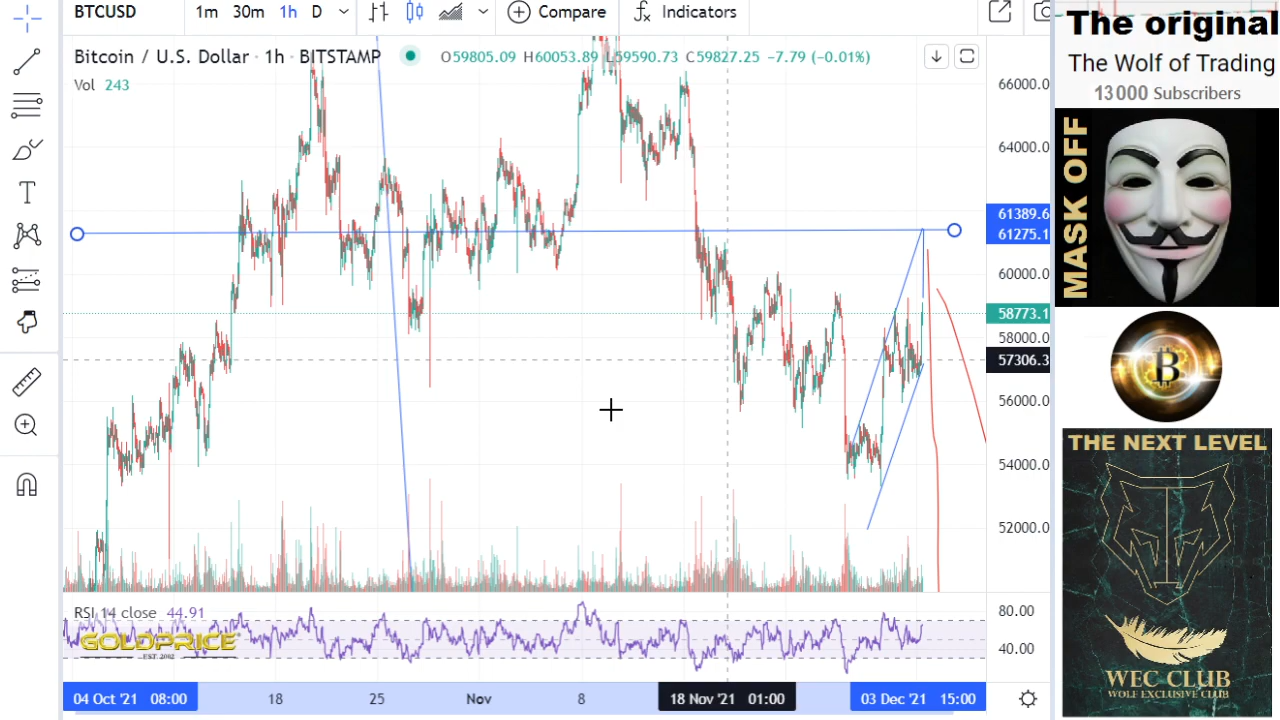 BTCUSD 1m 30m 1h D Compare Indicators
Bitcoin / U.S. Dollar · 1h · BITSTAMP O59805.09 H60053.89 L59590.73 C59827.25 −7.79 (−0.01%)
Vol 243
66000.0
64000.0
61389.6
61275.1
60000.0
58773.1
58000.0
57306.3
56000.0
54000.0
52000.0
RSI 14 close 44.91
80.00
40.00
GOLDPRICE
EST. 2002
04 Oct '21 08:00 18 25 Nov 8 18 Nov '21 01:00 03 Dec '21 15:00
The original
The Wolf of Trading
13000 Subscribers
MASK OFF
B
THE NEXT LEVEL
WEC CLUB
WOLF EXCLUSIVE CLUB